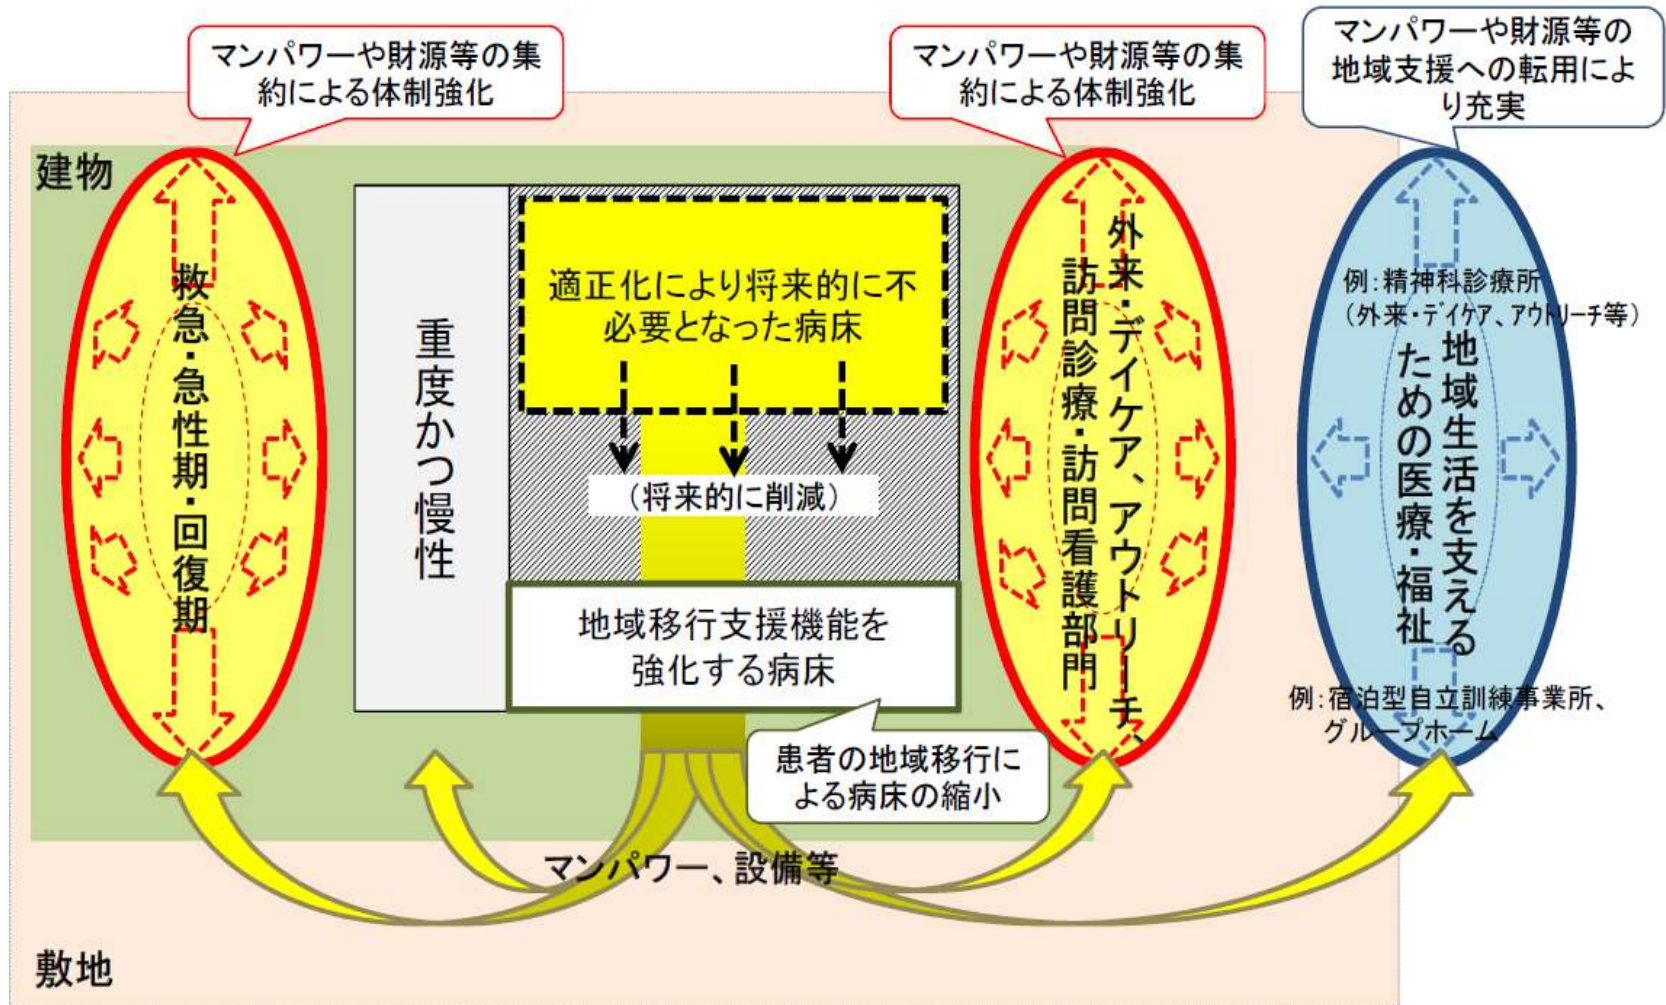 マンパワーや財源等の集
約による体制強化
マンパワーや財源等の集
約による体制強化
マンパワーや財源等の
地域支援への転用によ
り充実
建物
救急・急性期・回復期
重度かつ慢性
適正化により将来的に不
必要となった病床
（将来的に削減）
地域移行支援機能を
強化する病床
患者の地域移行に
よる病床の縮小
外来・デイケア、アウトリーチ、
訪問診療・訪問看護部門
例：精神科診療所
（外来・ﾃﾞｲｹｱ、ｱｳﾄﾘｰﾁ等）
地域生活を支える
ための医療・福祉
例：宿泊型自立訓練事業所、
グループホーム
マンパワー、設備等
敷地